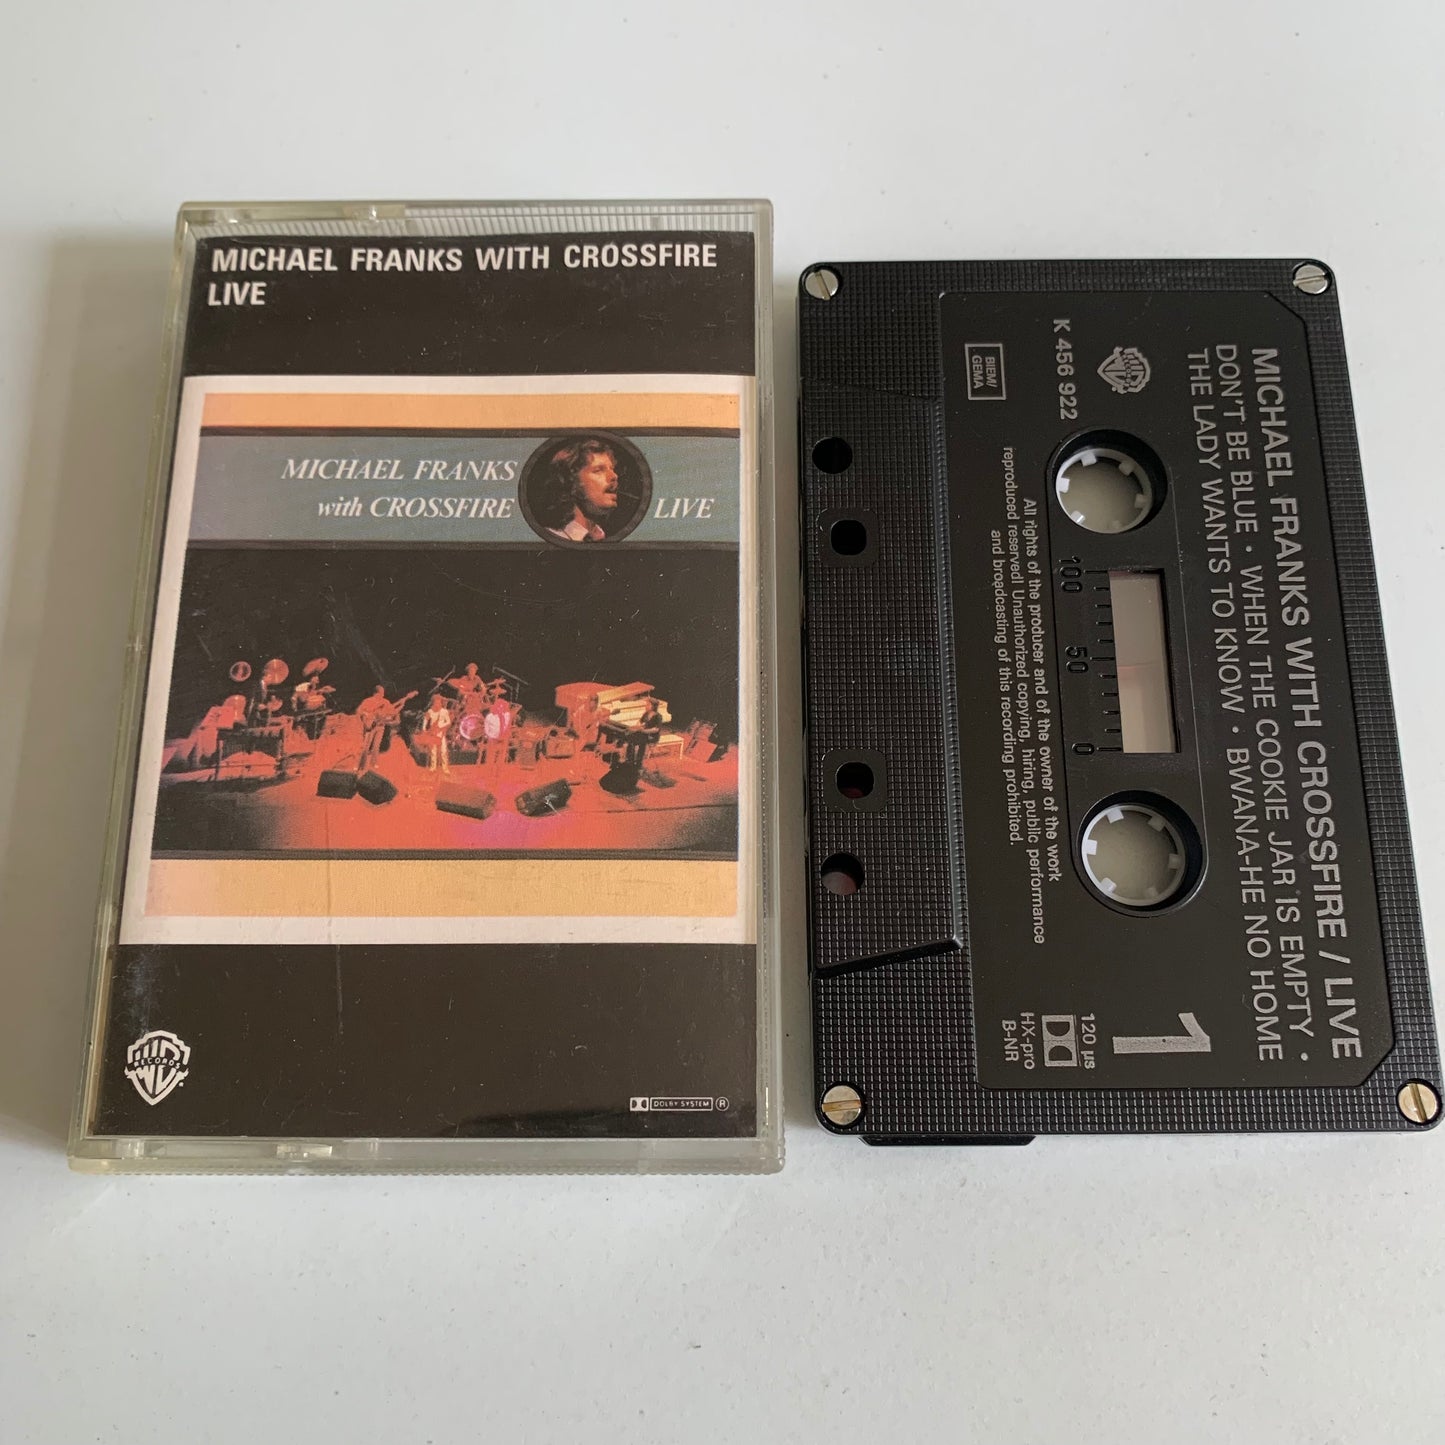 MICHAEL FRANKS WITH CROSSFIRE
LIVE
MICHAEL FRANKS
with CROSSFIRE
LIVE
RECORDS
DOLBY SYSTEM
R
MICHAEL FRANKS WITH CROSSFIRE / LIVE
DON'T BE BLUE · WHEN THE COOKIE JAR IS EMPTY ·
THE LADY WANTS TO KNOW · BWANA-HE NO HOME
RECORDS
1
K 456 922
BIEM/
GEMA
100 50 0
120 µs
HX-pro
B-NR
All rights of the producer and of the owner of the work
reproduced reserved! Unauthorized copying, hiring, public performance
and broadcasting of this recording prohibited.